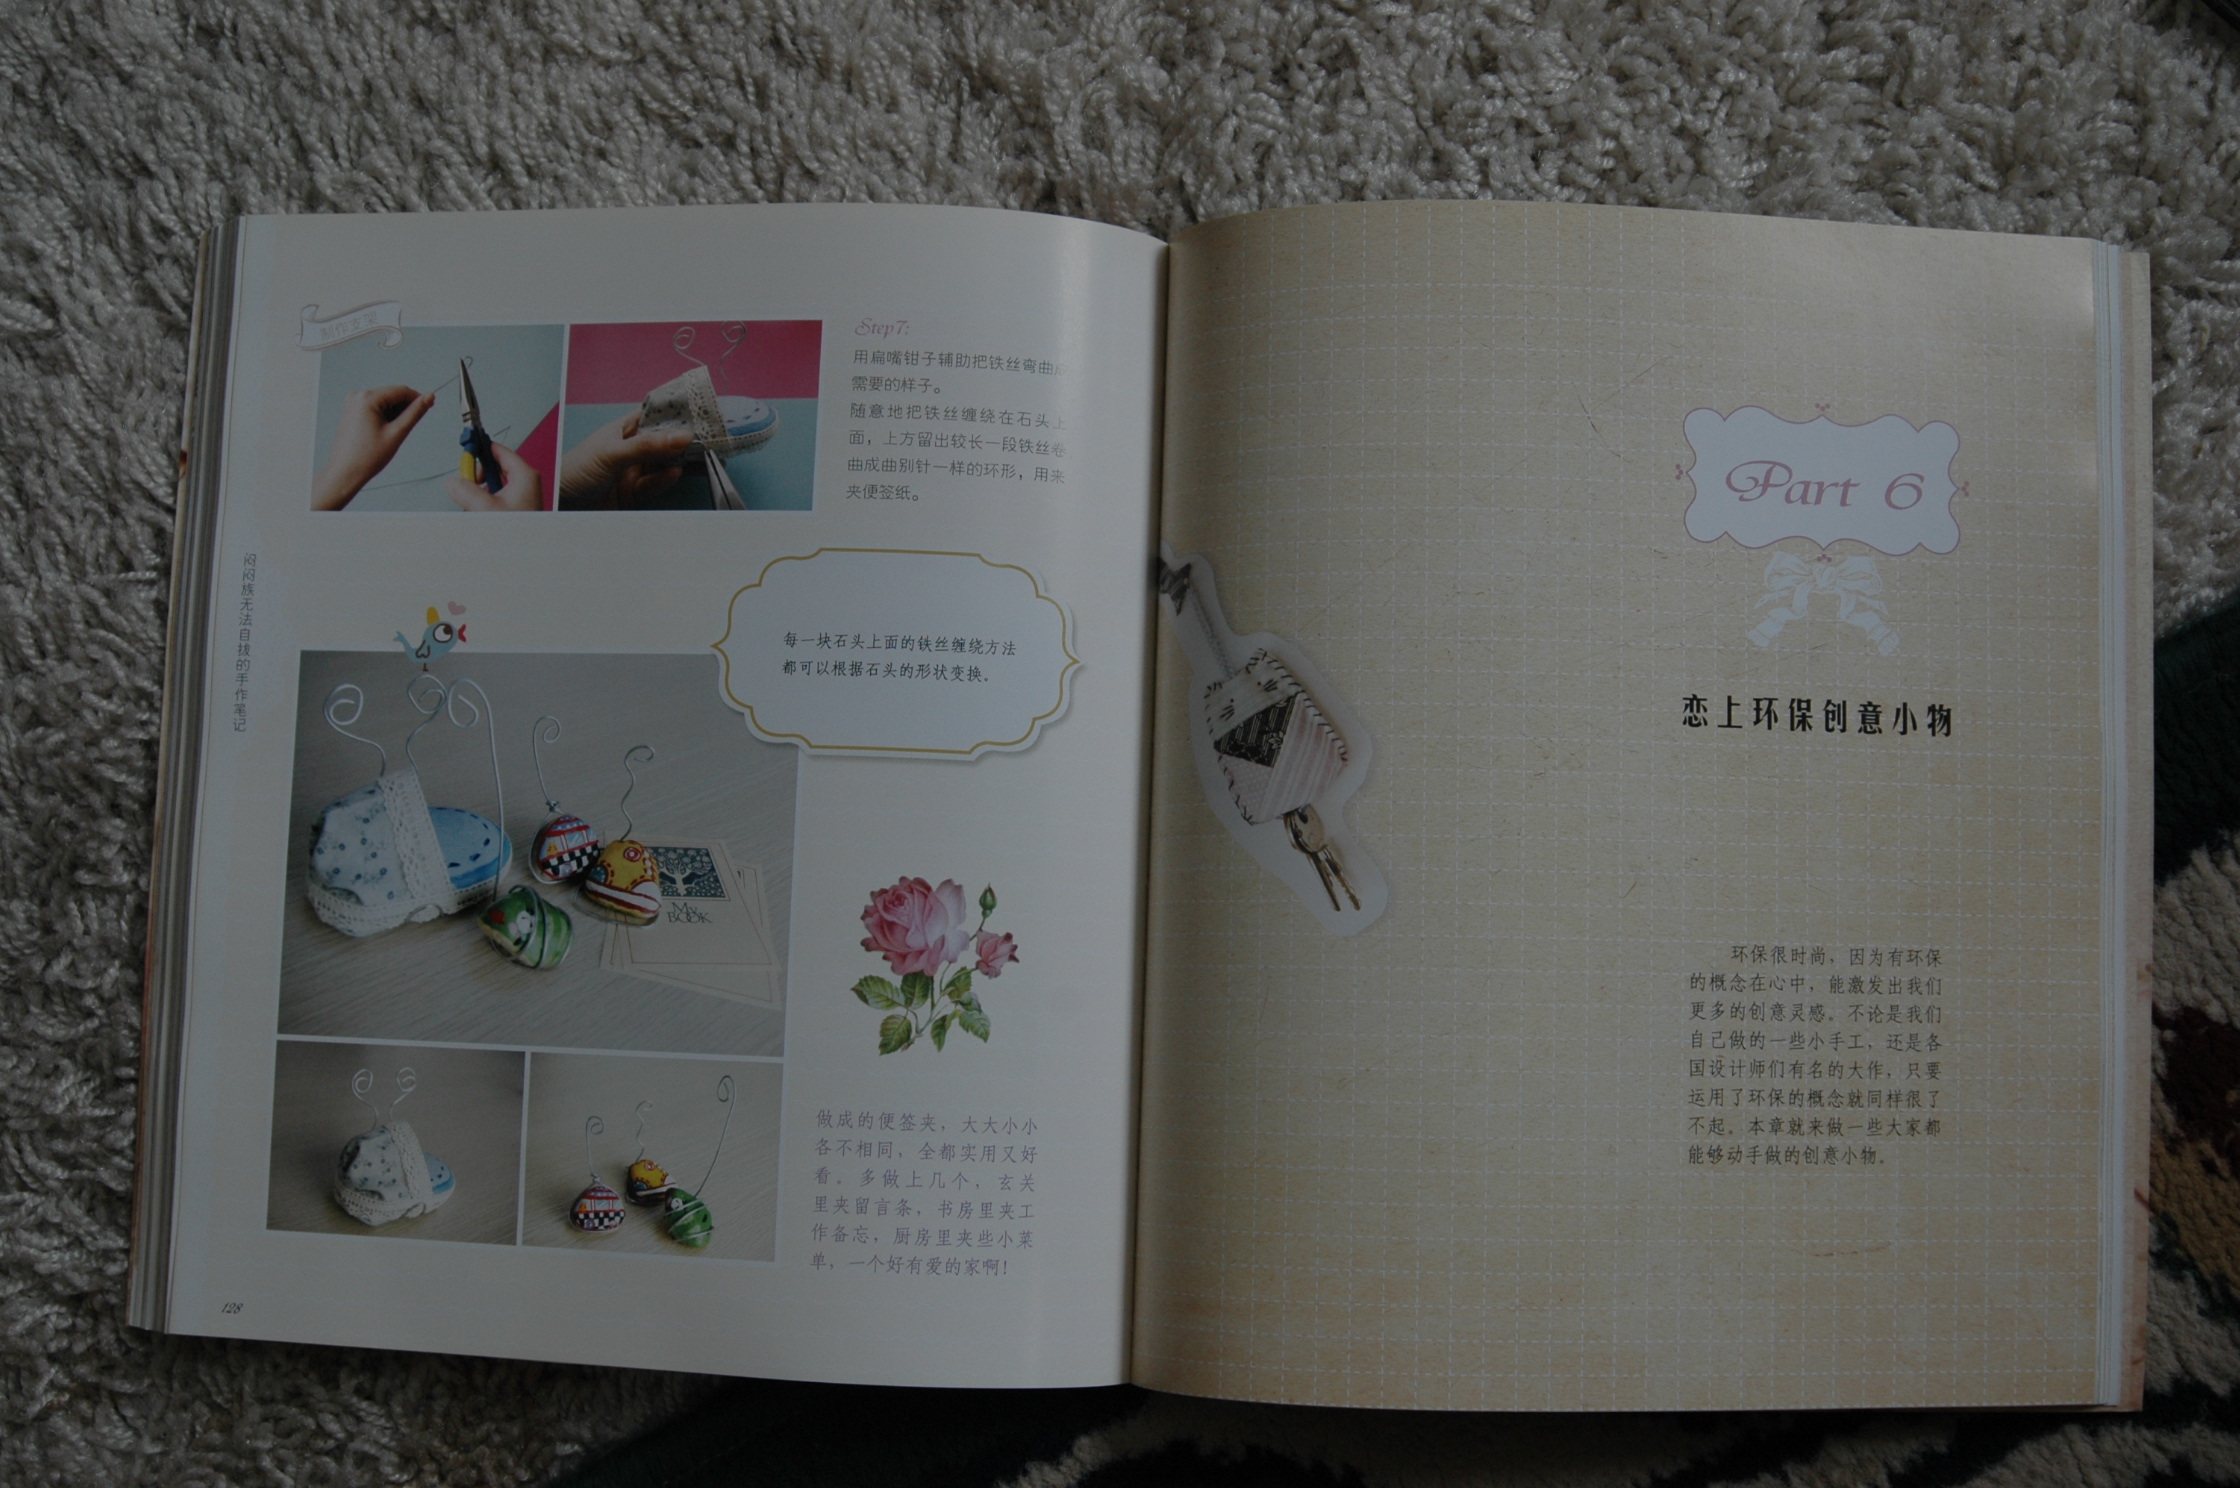 Step7:
用扁嘴钳子辅助把铁丝弯曲
需要的样子。
随意地把铁丝缠绕在石头上
面，上方留出较长一段铁丝卷
曲成曲别针一样的环形，用来
夹便签纸。
每一块石头上面的铁丝缠绕方法
都可以根据石头的形状变换。
MY
BOOK
做成的便签夹，大大小小
各不相同，全都实用又好
看。多做上几个，玄关
里夹留言条，书房里夹工
作备忘，厨房里夹些小菜
单，一个好有爱的家啊！
闷闷族无法自拔的手作笔记
128
Part 6
恋上环保创意小物
环保很时尚，因为有环保
的概念在心中，能激发出我们
更多的创意灵感。不论是我们
自己做的一些小手工，还是各
国设计师们有名的大作，只要
运用了环保的概念就同样很了
不起。本章就来做一些大家都
能够动手做的创意小物。